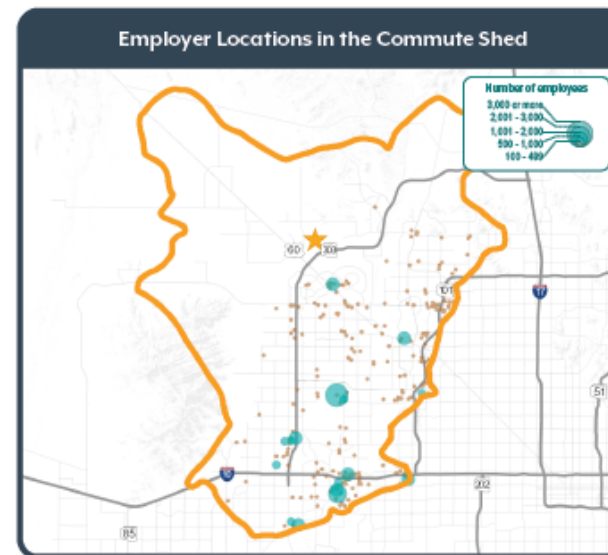 Employer Locations in the Commute Shed
Number of employees
3,000 or more
2,001 - 3,000
1,001 - 2,000
500 - 1,000
100 - 499
60
303
101
17
51
10
202
85